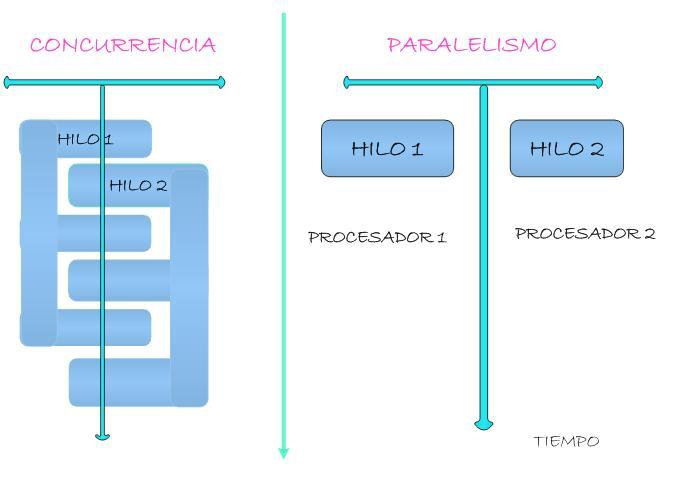 CONCURRENCIA
HILO 1
HILO 2
PARALELISMO
HILO 1
HILO 2
PROCESADOR 1
PROCESADOR 2
TIEMPO